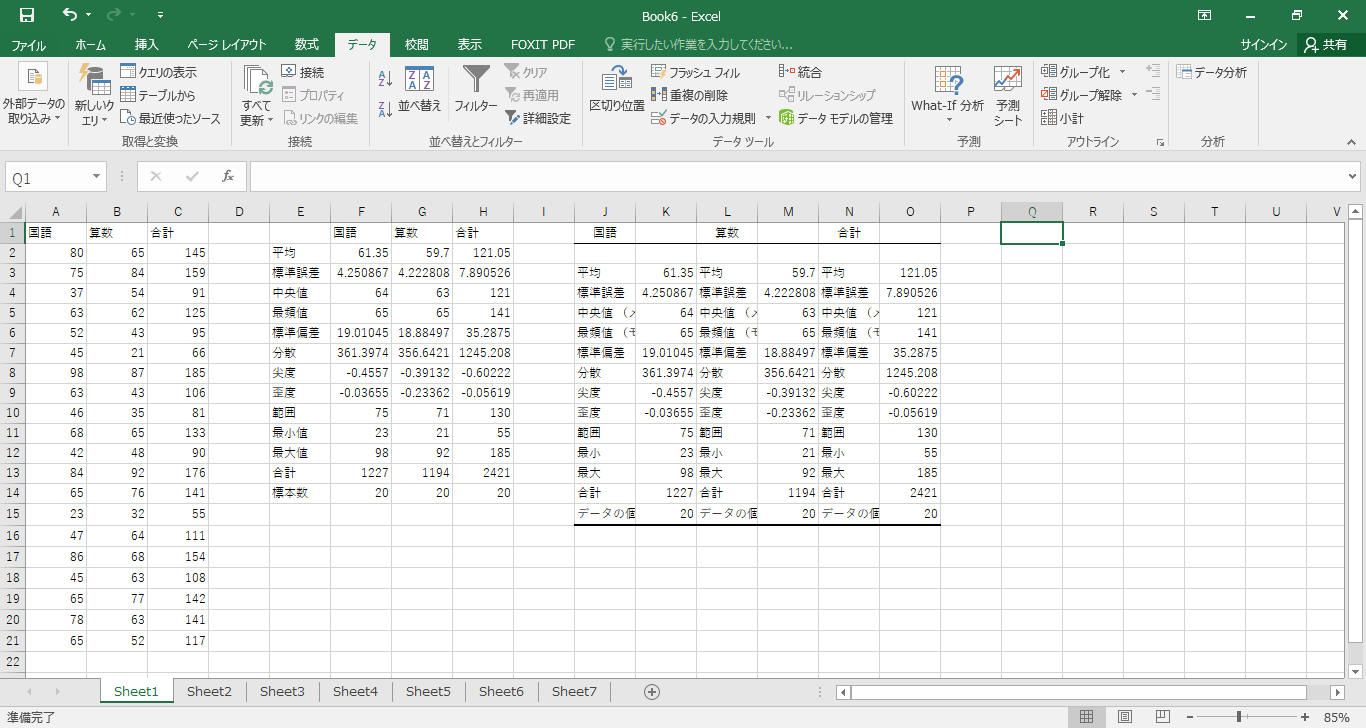 Book6 - Excel
ファイル ホーム 挿入 ページ レイアウト 数式 データ 校閲 表示 FOXIT PDF 実行したい作業を入力してください... サインイン 共有
外部データの
取り込み
新しいク
エリ
クエリの表示
テーブルから
最近使ったソース
取得と変換
すべて
更新
接続
プロパティ
リンクの編集
接続
並べ替え
フィルター
クリア
再適用
詳細設定
並べ替えとフィルター
区切り位置
フラッシュ フィル
重複の削除
データの入力規則
統合
リレーションシップ
データ モデルの管理
データ ツール
What-If 分析
予測
シート
予測
グループ化
グループ解除
小計
アウトライン
データ分析
分析
Q1 fx
A B C D E F G H I J K L M N O P Q R S T U V
1 国語 算数 合計 国語 算数 合計 国語 算数 合計
2 80 65 145 平均 61.35 59.7 121.05
3 75 84 159 標準誤差 4.250867 4.222808 7.890526 平均 61.35 平均 59.7 平均 121.05
4 37 54 91 中央値 64 63 121 標準誤差 4.250867 標準誤差 4.222808 標準誤差 7.890526
5 63 62 125 最頻値 65 65 141 中央値 (メ 64 中央値 (メ 63 中央値 (メ 121
6 52 43 95 標準偏差 19.01045 18.88497 35.2875 最頻値 (モ 65 最頻値 (モ 65 最頻値 (モ 141
7 45 21 66 分散 361.3974 356.6421 1245.208 標準偏差 19.01045 標準偏差 18.88497 標準偏差 35.2875
8 98 87 185 尖度 -0.4557 -0.39132 -0.60222 分散 361.3974 分散 356.6421 分散 1245.208
9 63 43 106 歪度 -0.03655 -0.23362 -0.05619 尖度 -0.4557 尖度 -0.39132 尖度 -0.60222
10 46 35 81 範囲 75 71 130 歪度 -0.03655 歪度 -0.23362 歪度 -0.05619
11 68 65 133 最小値 23 21 55 範囲 75 範囲 71 範囲 130
12 42 48 90 最大値 98 92 185 最小 23 最小 21 最小 55
13 84 92 176 合計 1227 1194 2421 最大 98 最大 92 最大 185
14 65 76 141 標本数 20 20 20 合計 1227 合計 1194 合計 2421
15 23 32 55 データの個 20 データの個 20 データの個 20
16 47 64 111
17 86 68 154
18 45 63 108
19 65 77 142
20 78 63 141
21 65 52 117
22
Sheet1 Sheet2 Sheet3 Sheet4 Sheet5 Sheet6 Sheet7
準備完了 85%